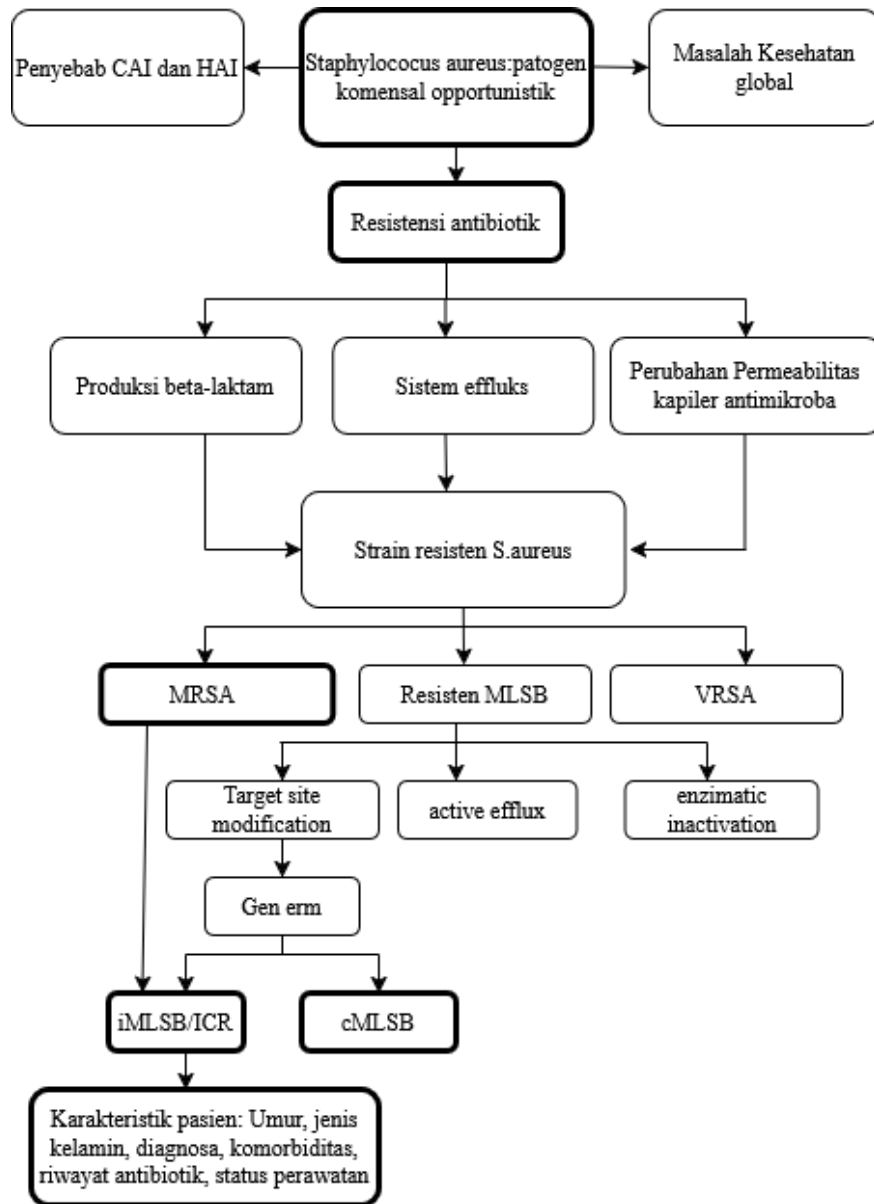 Penyebab CAI dan HAI
Staphylococus aureus:patogen
komensal opportunistik
Masalah Kesehatan
global
Resistensi antibiotik
Produksi beta-laktam
Sistem effluks
Perubahan Permeabilitas
kapiler antimikroba
Strain resisten S.aureus
MRSA
Resisten MLSB
VRSA
Target site
modification
active efflux
enzimatic
inactivation
Gen erm
iMLSB/ICR
cMLSB
Karakteristik pasien: Umur, jenis
kelamin, diagnosa, komorbiditas,
riwayat antibiotik, status perawatan